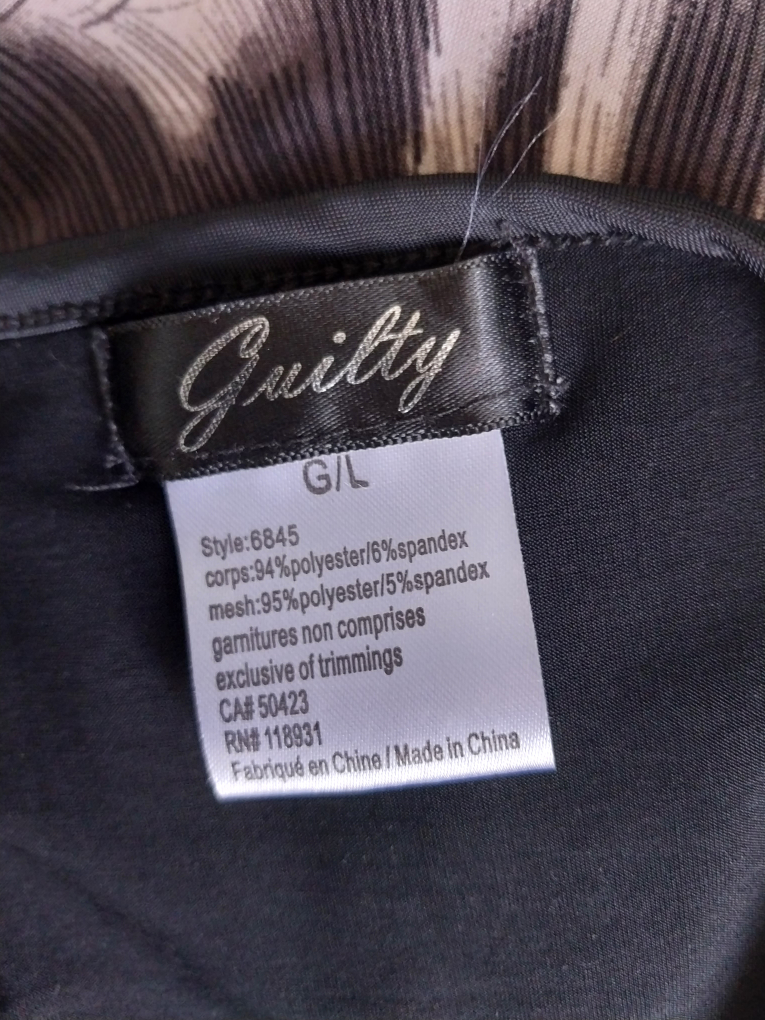 Guilty
G/L
Style:6845
corps:94%polyester/6%spandex
mesh:95%polyester/5%spandex
garnitures non comprises
exclusive of trimmings
CA# 50423
RN# 118931
Fabriqué en Chine / Made in China